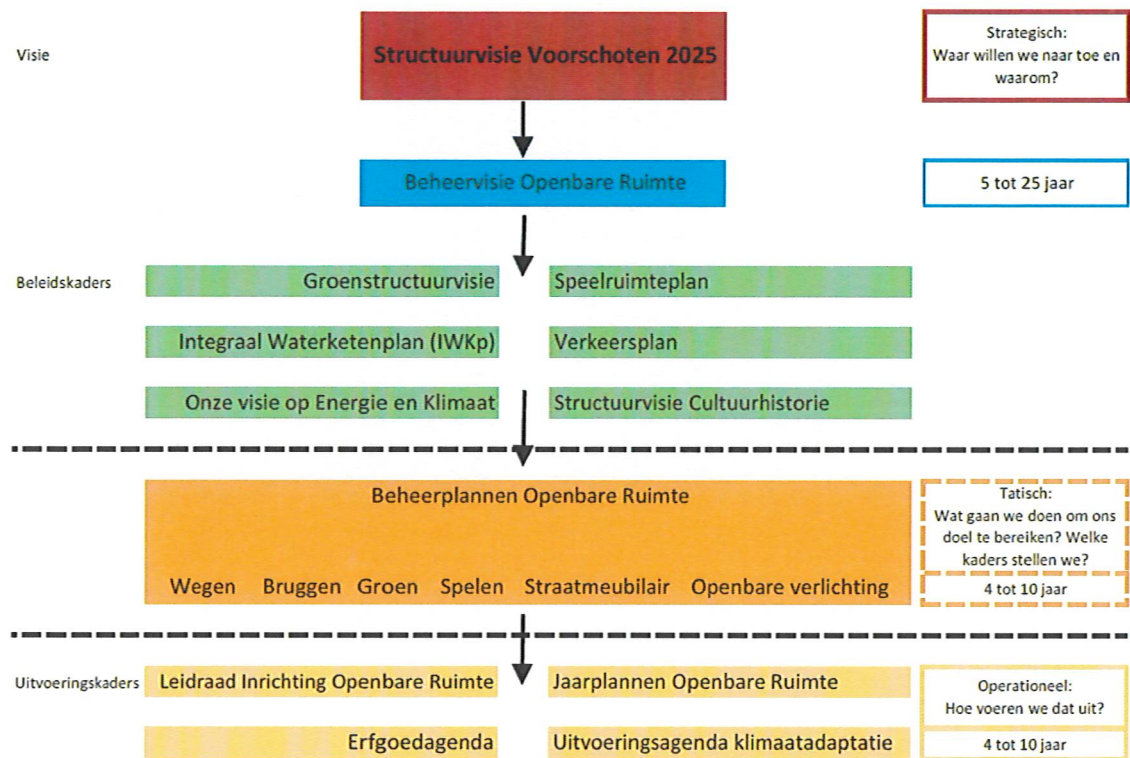 Visie
Structuurvisie Voorschoten 2025
Strategisch:
Waar willen we naar toe en
waarom?
Beheervisie Openbare Ruimte
5 tot 25 jaar
Beleidskaders
Groenstructuurvisie
Speelruimteplan
Integraal Waterketenplan (IWKp)
Verkeersplan
Onze visie op Energie en Klimaat
Structuurvisie Cultuurhistorie
Beheerplannen Openbare Ruimte
Wegen Bruggen Groen Spelen Straatmeubilair Openbare verlichting
Tatisch:
Wat gaan we doen om ons
doel te bereiken? Welke
kaders stellen we?
4 tot 10 jaar
Uitvoeringskaders
Leidraad Inrichting Openbare Ruimte
Jaarplannen Openbare Ruimte
Operationeel:
Hoe voeren we dat uit?
Erfgoedagenda
Uitvoeringsagenda klimaatadaptatie
4 tot 10 jaar